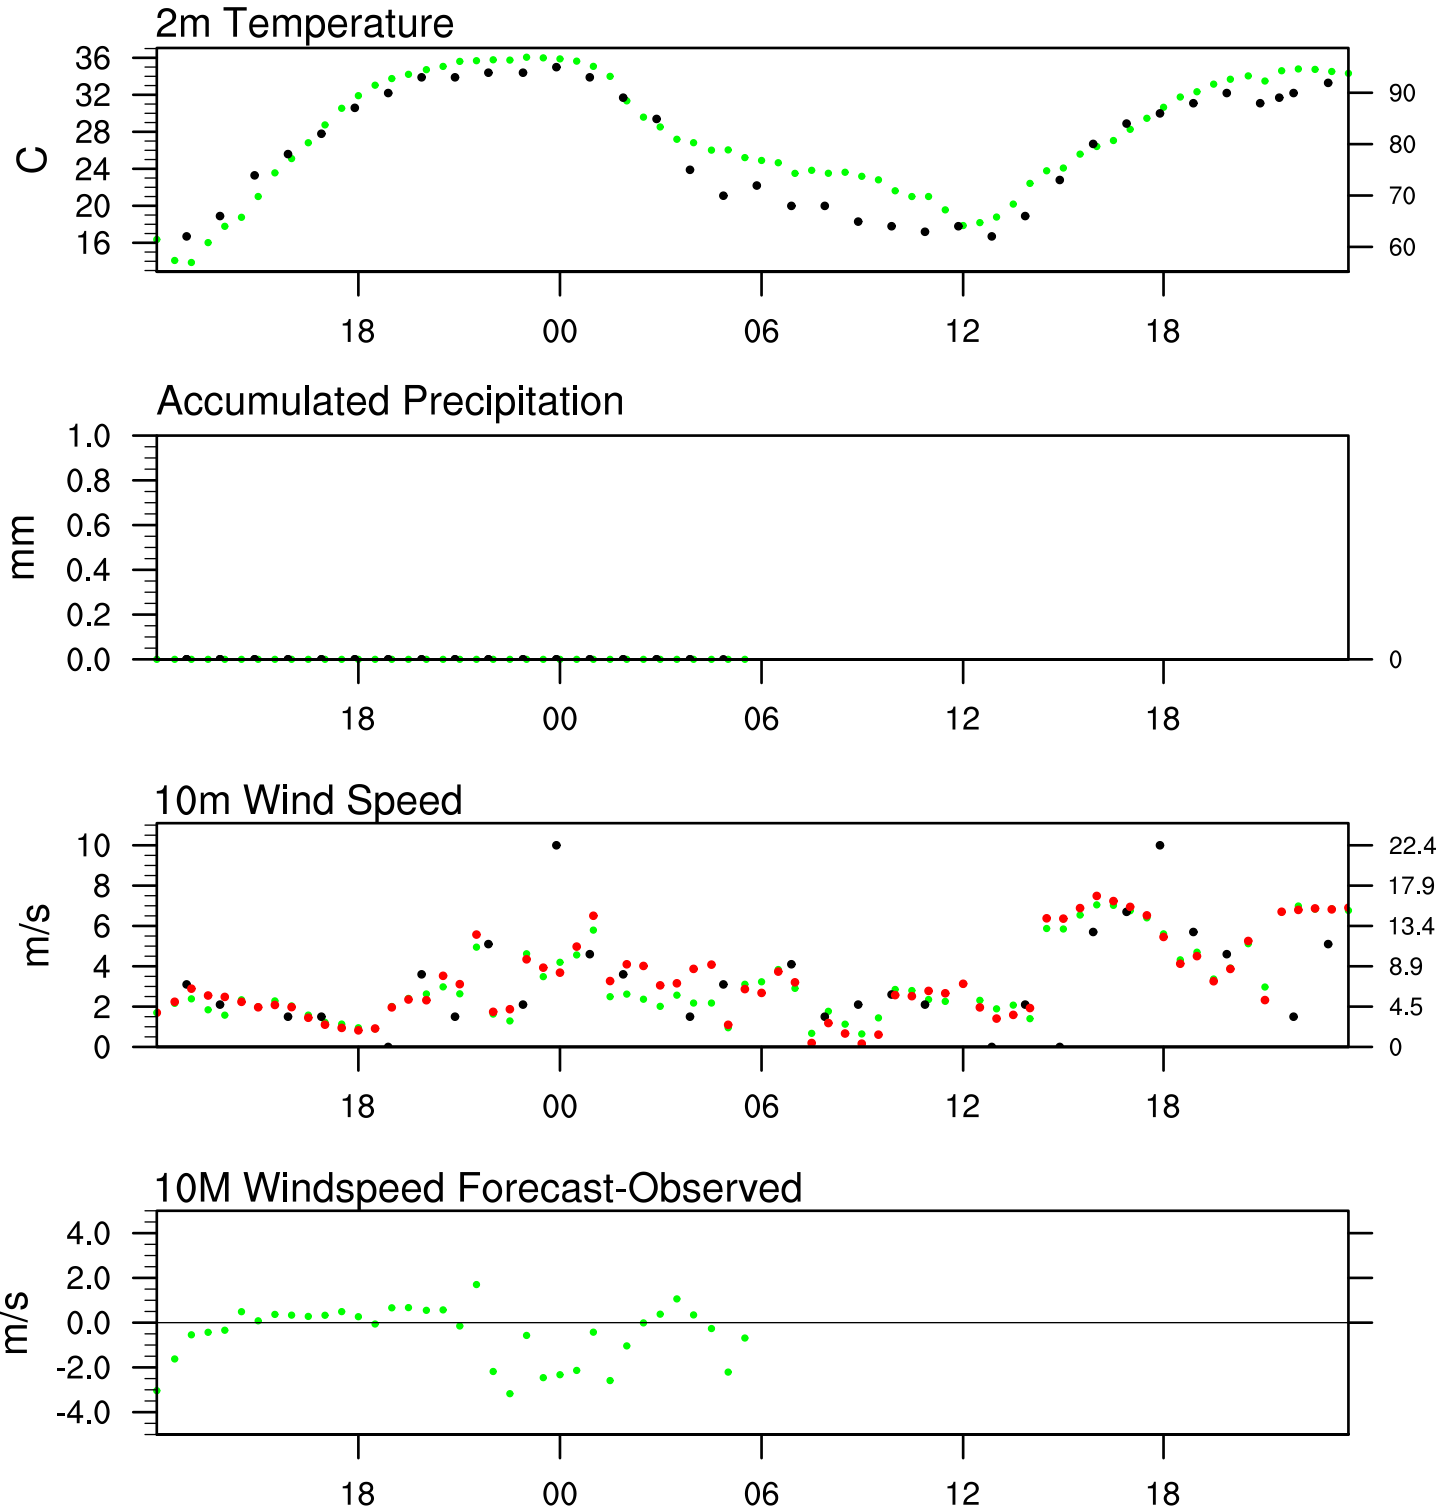 2m Temperature
C
36
32
28
24
20
16
90
80
70
60
18 00 06 12 18
Accumulated Precipitation
mm
1.0
0.8
0.6
0.4
0.2
0.0 0
18 00 06 12 18
10m Wind Speed
m/s
10 22.4
8 17.9
6 13.4
4 8.9
2 4.5
0 0
18 00 06 12 18
10M Windspeed Forecast-Observed
m/s
4.0
2.0
0.0
-2.0
-4.0
18 00 06 12 18